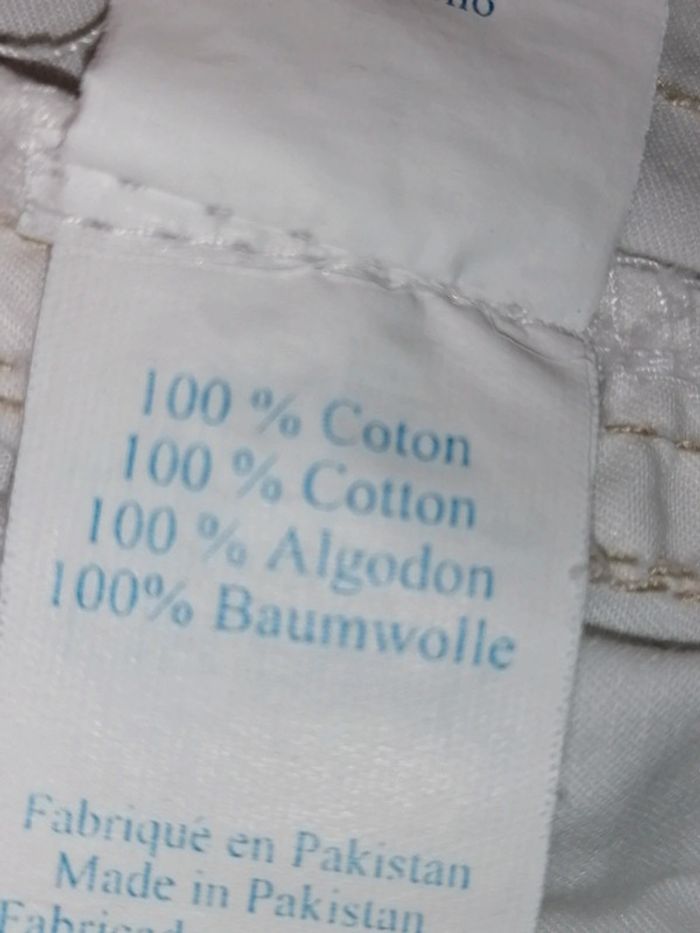 100 % Coton
100 % Cotton
100 % Algodon
100% Baumwolle
Fabriqué en Pakistan
Made in Pakistan